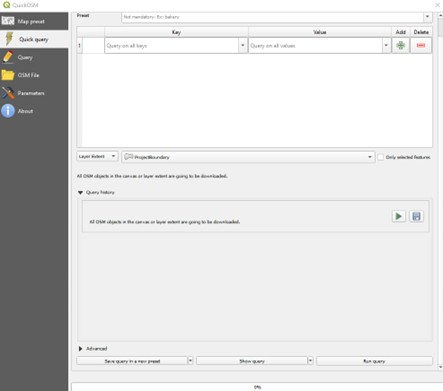 QuickOSM
Map preset
Quick query
Query
OSM File
Parameters
About
Preset
Not mandatory. Ex: bakery
Key
Value
Add
Delete
1
Query on all keys
Query on all values
Layer Extent
ProjectBoundary
Only selected features
All OSM objects in the canvas or layer extent are going to be downloaded.
Query history
All OSM objects in the canvas or layer extent are going to be downloaded.
Advanced
Save query in a new preset
Show query
Run query
0%